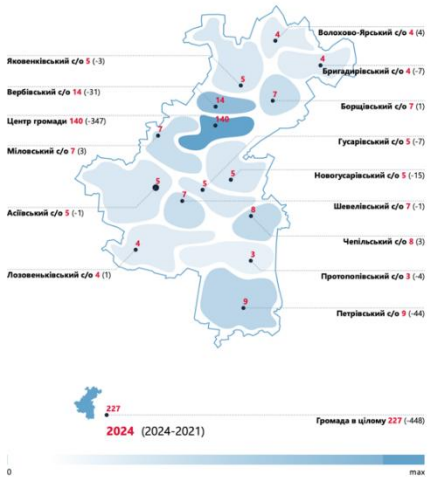 Волохово-Ярський с/о 4 (4)
4
4
Яковенківський с/о 5 (-3)
Бригадирівський с/о 4 (-7)
5
Вербівський с/о 14 (-31)
7
14
Борщівський с/о 7 (1)
Центр громади 140 (-347)
140
7
Гусарівський с/о 5 (-7)
Міловський с/о 7 (3)
5
Новогусарівський с/о 5 (-15)
5
5
7
Шевелівський с/о 7 (-1)
Асіївський с/о 5 (-1)
8
Чепільський с/о 8 (3)
4
3
Лозовеньківський с/о 4 (1)
Протопопівський с/о 3 (-4)
9
Петрівський с/о 9 (-44)
227
Громада в цілому 227 (-448)
2024 (2024-2021)
0
max